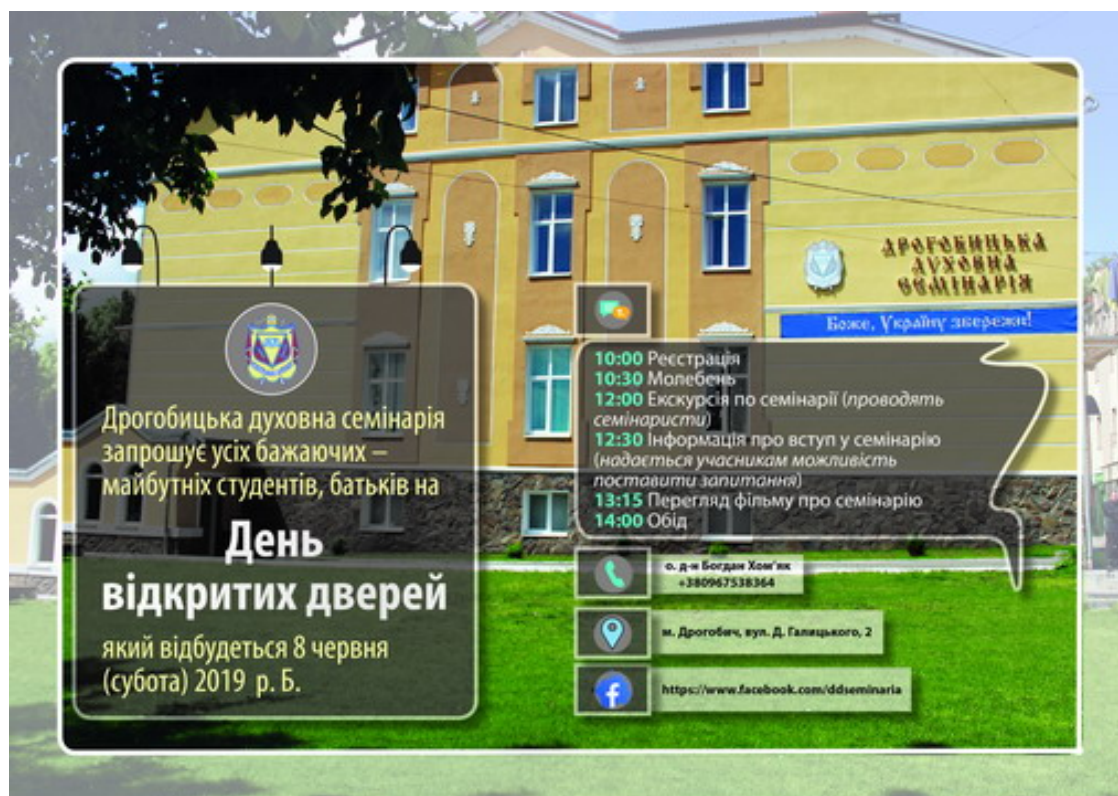 ДРОГОБИЦЬКА
ДУХОВНА
СЕМІНАРІЯ
Боже, Україну збережи!
Дрогобицька духовна семінарія
запрошує усіх бажаючих –
майбутніх студентів, батьків на
День
відкритих дверей
який відбудеться 8 червня
(субота) 2019 р. Б.
10:00 Реєстрація
10:30 Молебень
12:00 Екскурсія по семінарії (проводять
семінаристи)
12:30 Інформація про вступ у семінарію
(надається учасникам можливість
поставити запитання)
13:15 Перегляд фільму про семінарію
14:00 Обід
о. д-н Богдан Хом'як
+380967538364
м. Дрогобич, вул. Д. Галицького, 2
https://www.facebook.com/ddseminaria